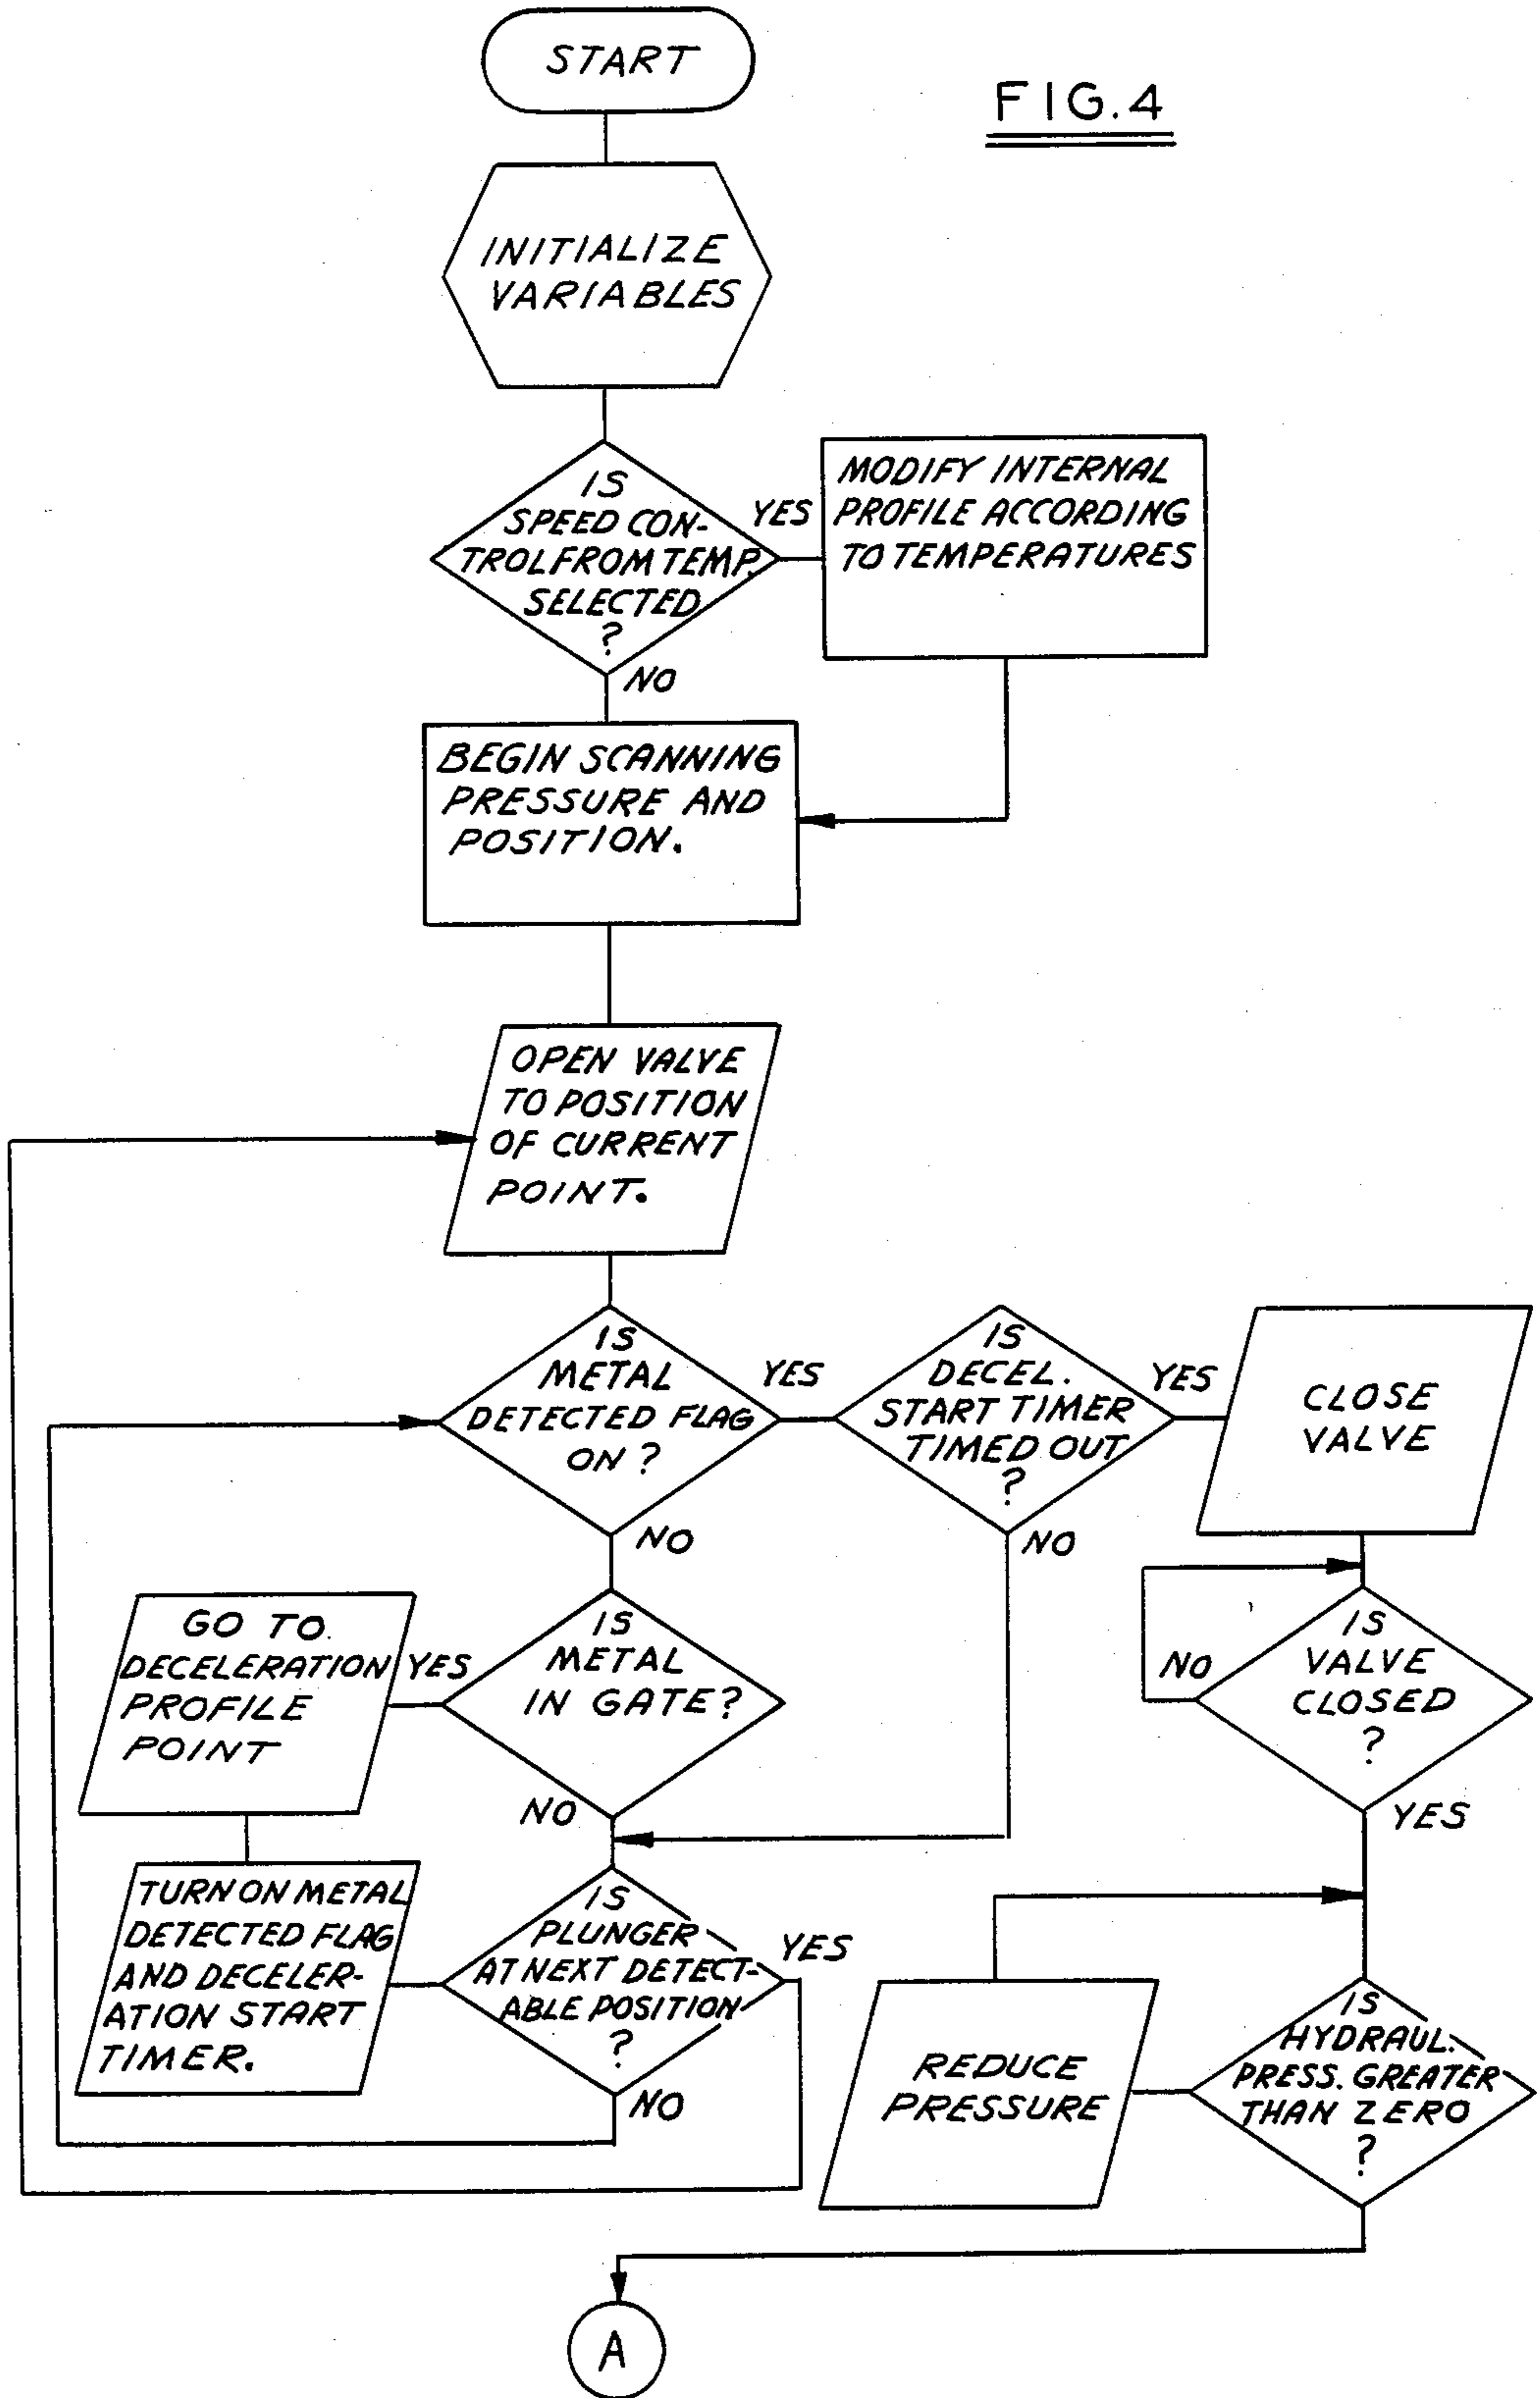 START
FIG.4
INITIALIZE
VARIABLES
IS
SPEED CON-
TROL FROM TEMP.
SELECTED
?
YES
MODIFY INTERNAL
PROFILE ACCORDING
TO TEMPERATURES
NO
BEGIN SCANNING
PRESSURE AND
POSITION.
OPEN VALVE
TO POSITION
OF CURRENT
POINT.
IS
METAL
DETECTED FLAG
ON?
YES
IS
DECEL.
START TIMER
TIMED OUT
?
YES
CLOSE
VALVE
NO
NO
GO TO
DECELERATION
PROFILE
POINT
YES
IS
METAL
IN GATE?
NO
IS
VALVE
CLOSED
?
NO
YES
TURN ON METAL
DETECTED FLAG
AND DECELER-
ATION START
TIMER.
IS
PLUNGER
AT NEXT DETECT-
ABLE POSITION
?
YES
NO
REDUCE
PRESSURE
IS
HYDRAUL.
PRESS. GREATER
THAN ZERO
?
A